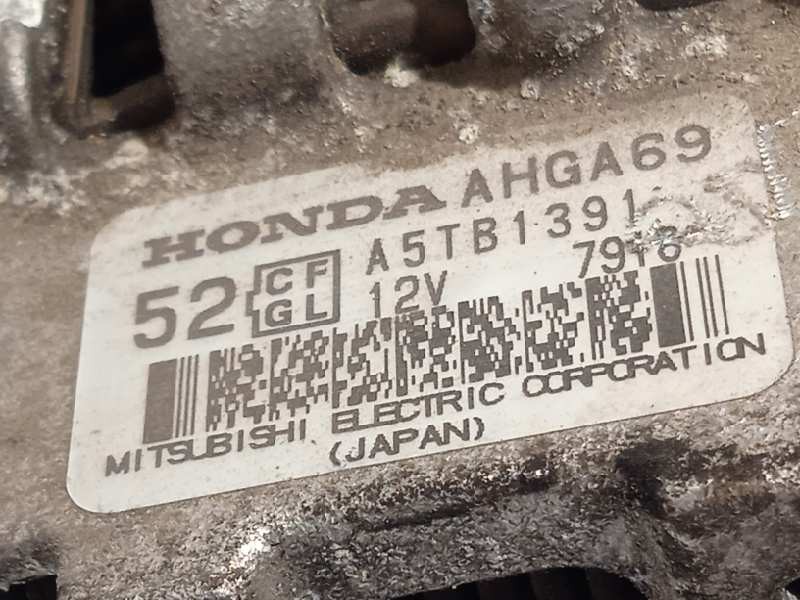 HONDA AHGA69
52 CF A5TB1391
GL 12V 7916
MITSUBISHI ELECTRIC CORPORATION
(JAPAN)